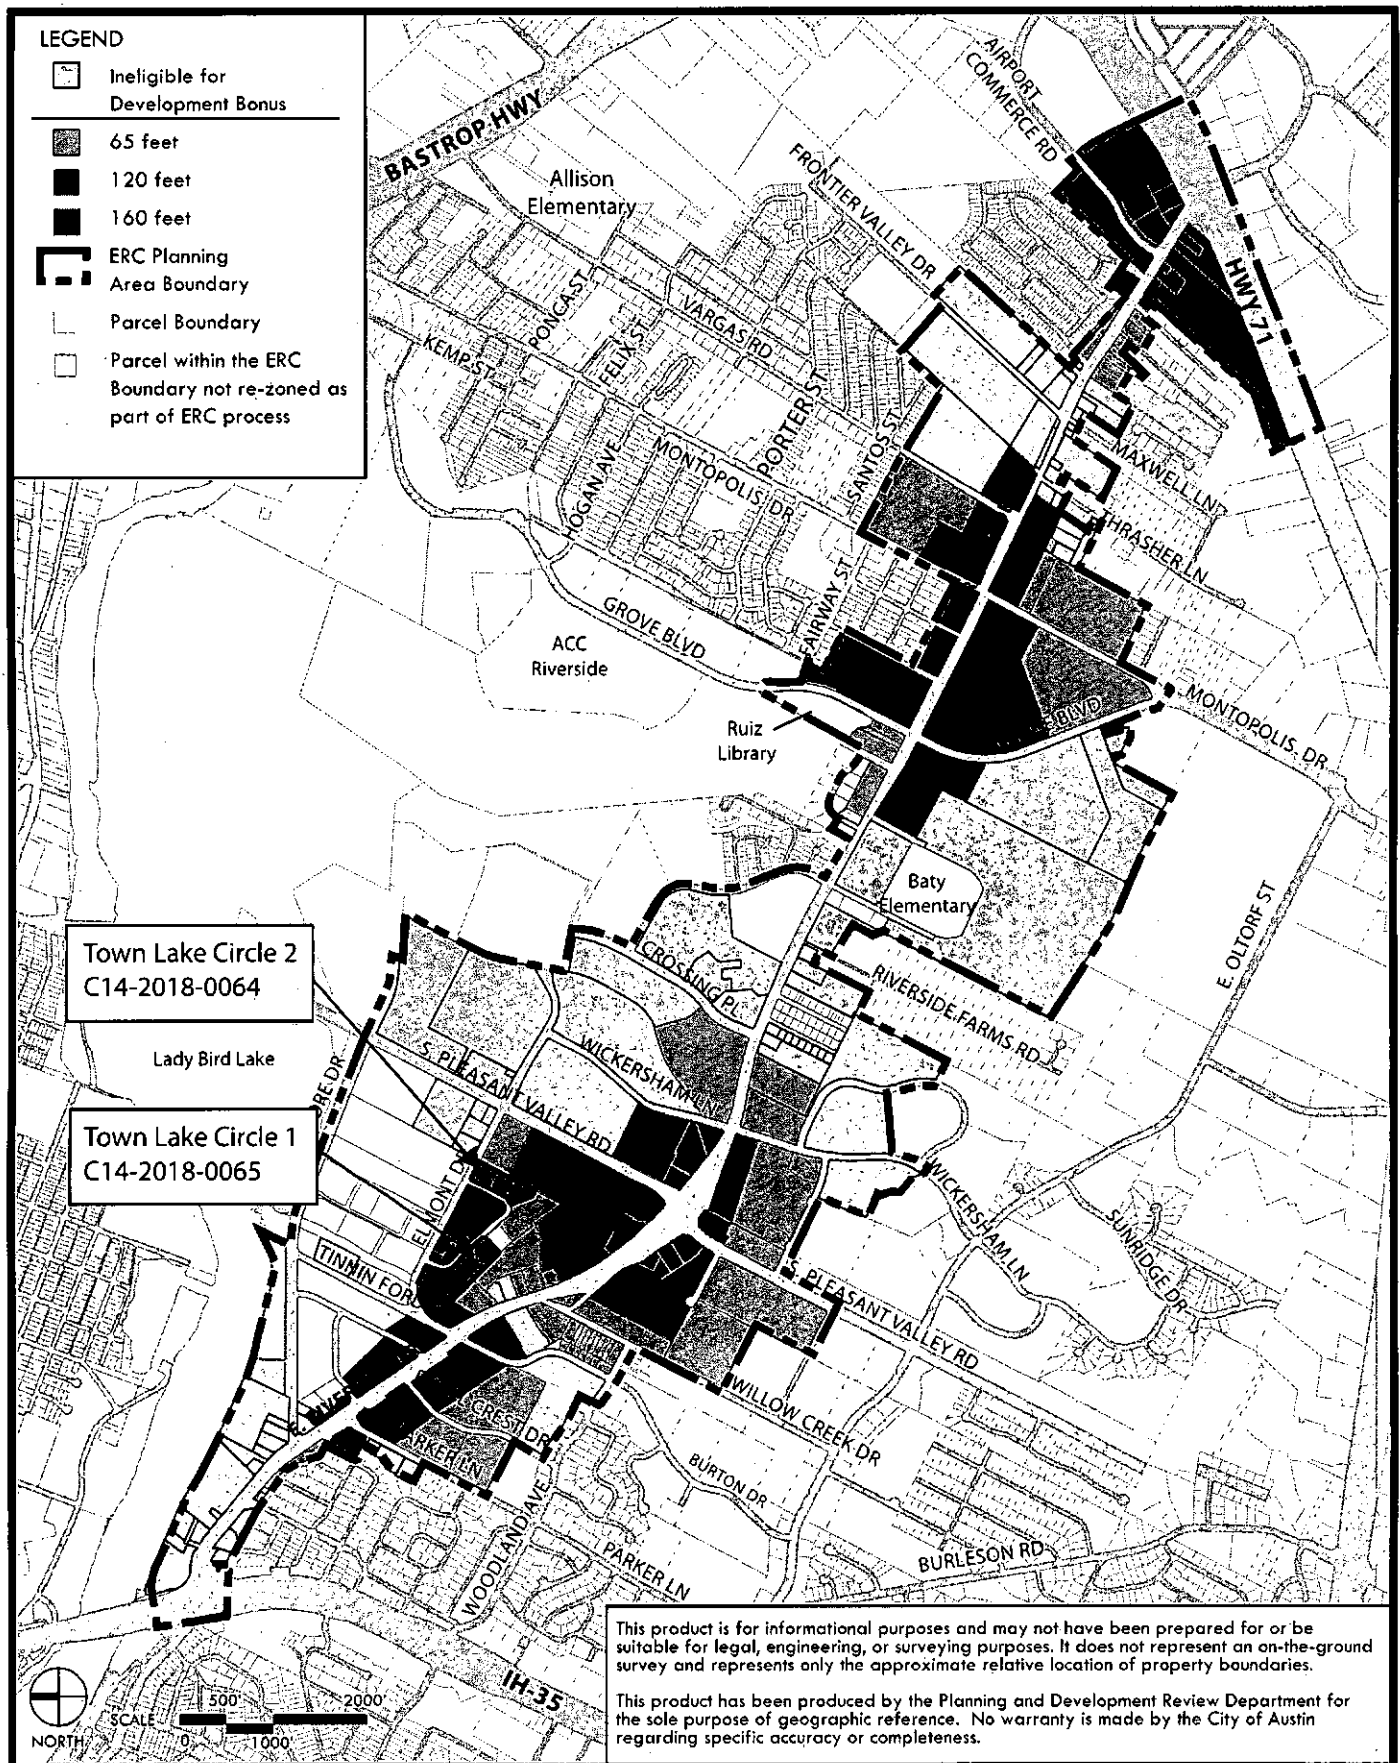 LEGEND
Ineligible for
Development Bonus
65 feet
120 feet
160 feet
ERC Planning
Area Boundary
Parcel Boundary
Parcel within the ERC
Boundary not re-zoned as
part of ERC process
BASTROP HWY
AIRPORT
COMMERCE RD
FRONTIER VALLEY DR
HWY 71
Allison
Elementary
PONCA ST
VARGAS RD
FELIX ST
KEMP ST
PORTER ST
SANTOS ST
HOGAN AVE
MONTOPOLIS DR
MAXWELL LN
THRASHER LN
FAIRWAY ST
GROVE BLVD
ACC
Riverside
Ruiz
Library
BLVD
MONTOPOLIS DR
Baty
Elementary
E. OLTORF ST
CROSSING PL
RIVERSIDE FARMS RD
Town Lake Circle 2
C14-2018-0064
Lady Bird Lake
WICKERSHAM LN
S. PLEASANT VALLEY RD
Town Lake Circle 1
C14-2018-0065
ELMONT DR
WICKERSHAM LN
SUNRIDGE DR
TINNIN FORD
S. PLEASANT VALLEY RD
WILLOW CREEK DR
CREST DR
PARKER LN
BURTON DR
WOODLAND AVE
PARKER LN
BURLESON RD
IH-35
NORTH
SCALE
500'
2000'
0
1000'
This product is for informational purposes and may not have been prepared for or be
suitable for legal, engineering, or surveying purposes. It does not represent an on-the-ground
survey and represents only the approximate relative location of property boundaries.
This product has been produced by the Planning and Development Review Department for
the sole purpose of geographic reference. No warranty is made by the City of Austin
regarding specific accuracy or completeness.